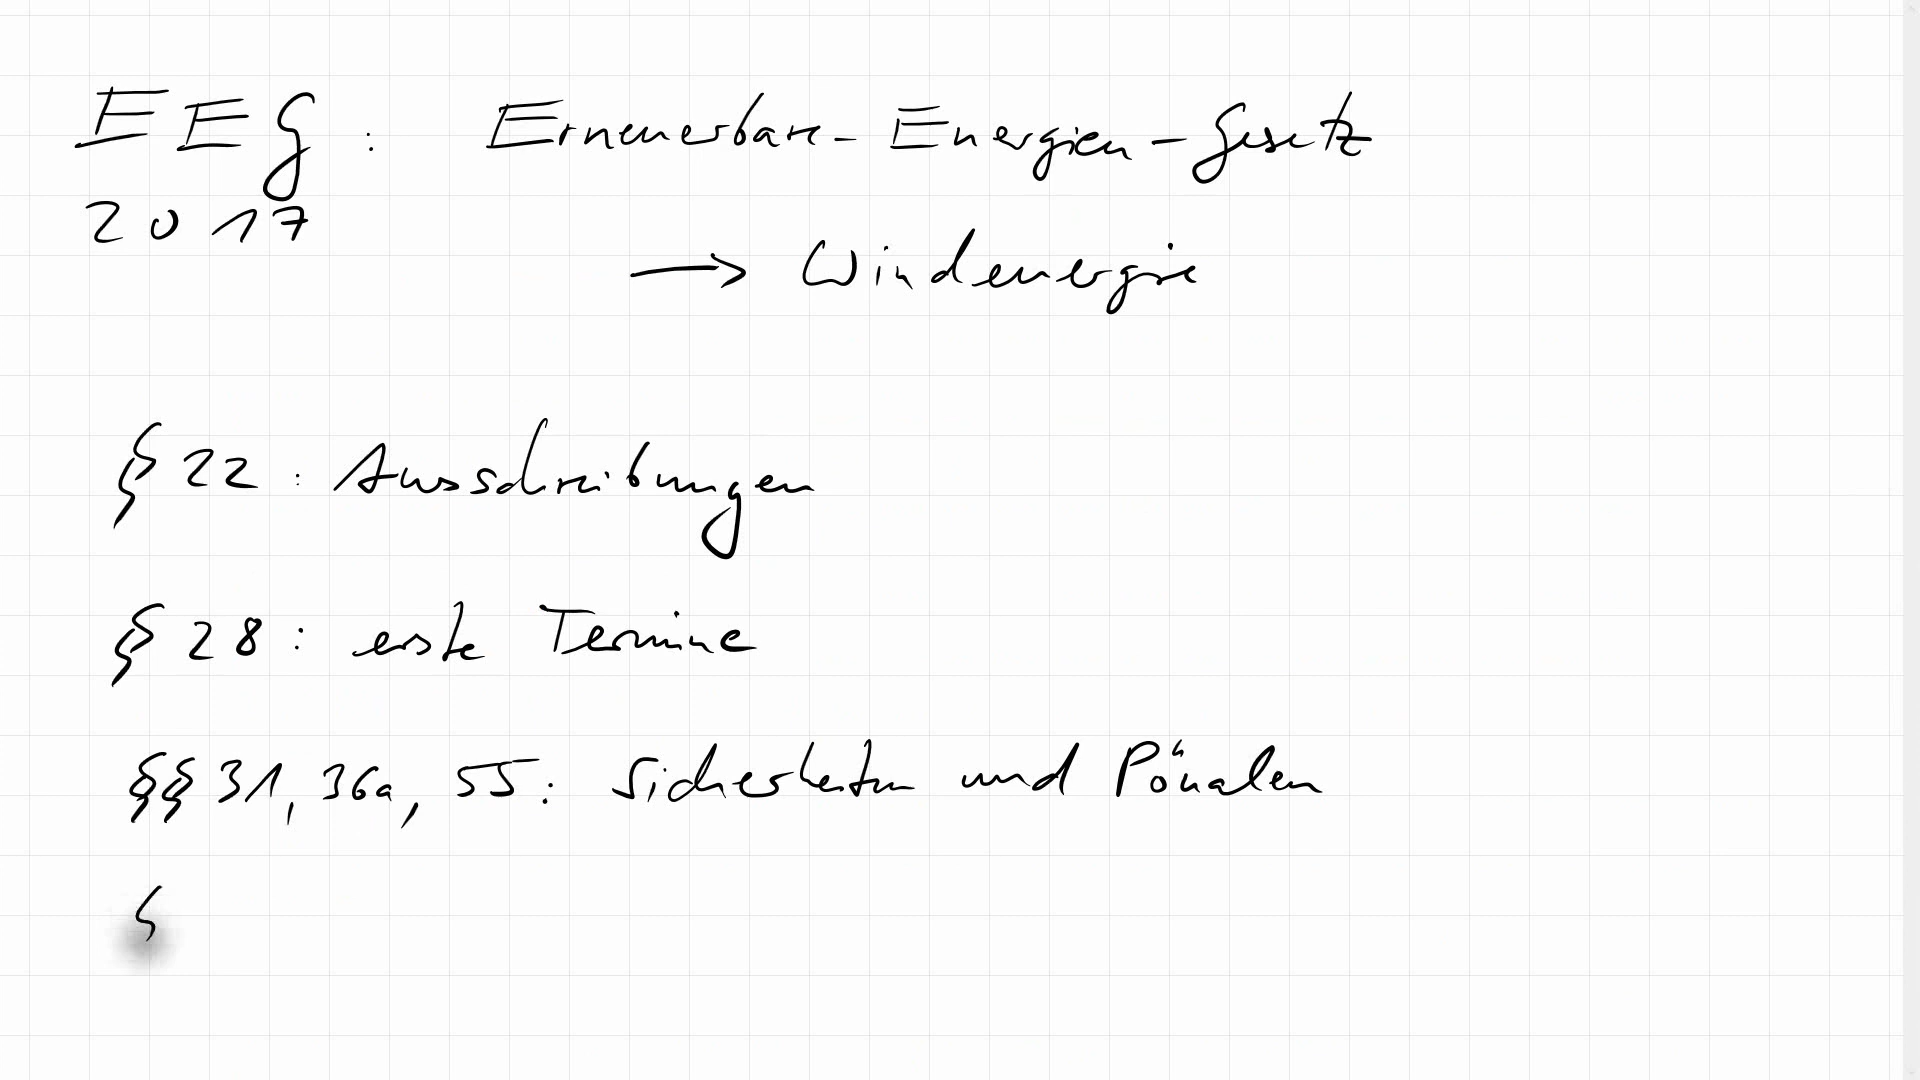 EEG: Erneuerbare-Energien-Gesetz
2017
→ Windenergie
§ 22: Ausschreibungen
§ 28: erste Termine
§§ 31, 36a, 55: Sicherheiten und Pönalen
§